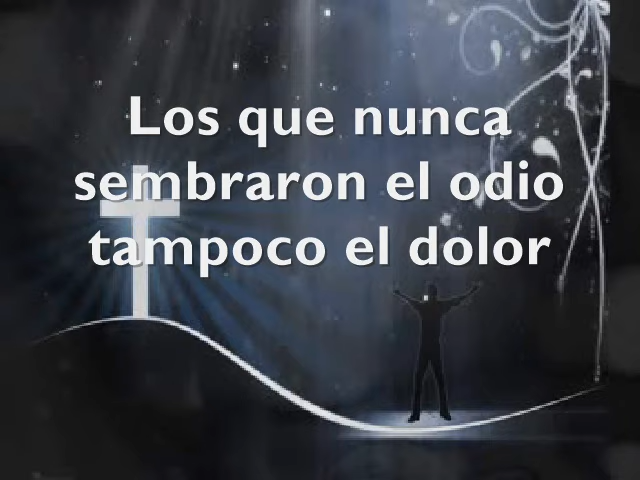 Los que nunca
sembraron el odio
tampoco el dolor